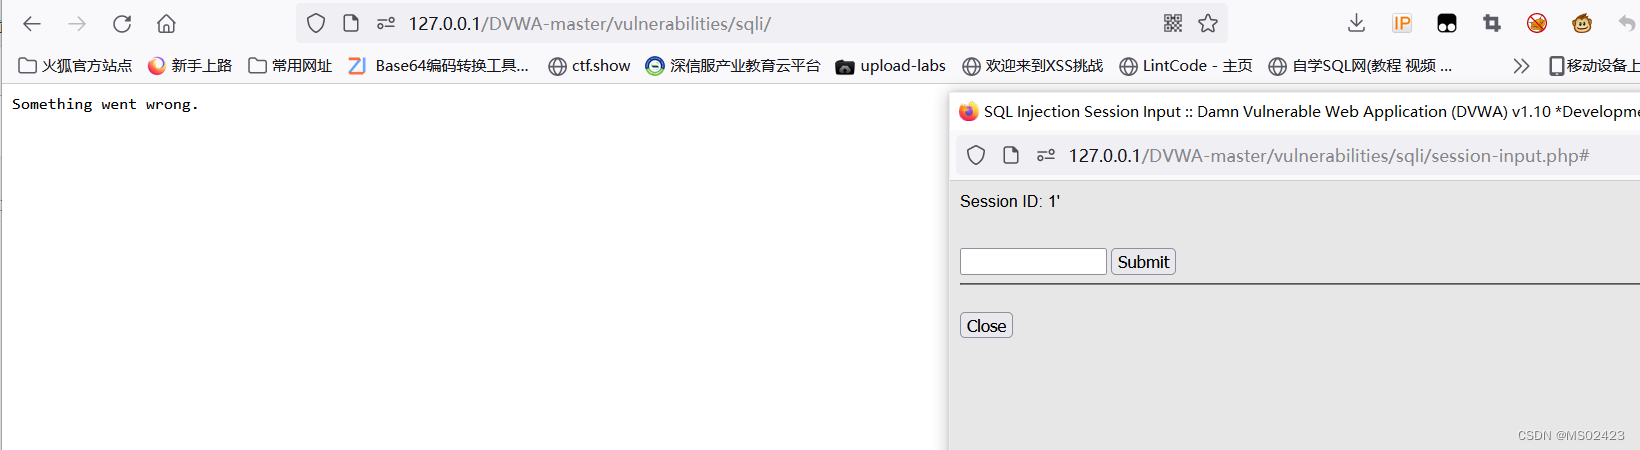 127.0.0.1/DVWA-master/vulnerabilities/sqli/
IP
火狐官方站点 新手上路 常用网址 Base64编码转换工具... ctf.show 深信服产业教育云平台 upload-labs 欢迎来到XSS挑战 LintCode - 主页 自学SQL网(教程 视频 ... 移动设备上
Something went wrong.
SQL Injection Session Input :: Damn Vulnerable Web Application (DVWA) v1.10 *Developme
127.0.0.1/DVWA-master/vulnerabilities/sqli/session-input.php#
Session ID: 1'
Submit
Close
CSDN @MS02423